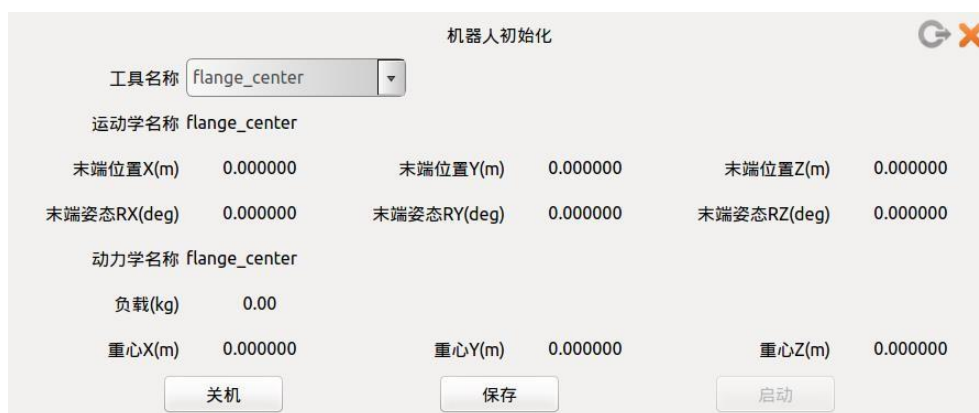 机器人初始化
工具名称 flange_center
运动学名称 flange_center
末端位置X(m) 0.000000 末端位置Y(m) 0.000000 末端位置Z(m) 0.000000
末端姿态RX(deg) 0.000000 末端姿态RY(deg) 0.000000 末端姿态RZ(deg) 0.000000
动力学名称 flange_center
负载(kg) 0.00
重心X(m) 0.000000 重心Y(m) 0.000000 重心Z(m) 0.000000
关机 保存 启动